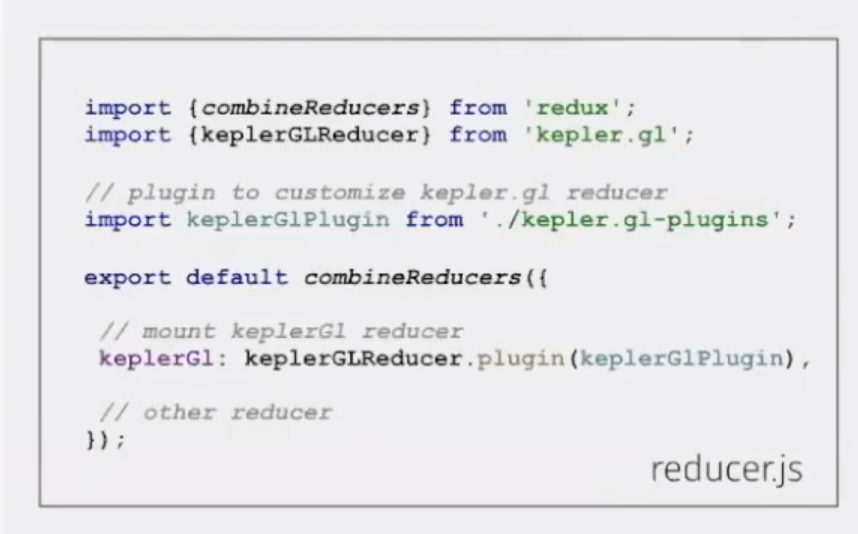 import {combineReducers} from 'redux';
import {keplerGLReducer} from 'kepler.gl';
// plugin to customize kepler.gl reducer
import keplerGlPlugin from './kepler.gl-plugins';
export default combineReducers({
// mount keplerGl reducer
keplerGl: keplerGLReducer.plugin(keplerGlPlugin),
// other reducer
});
reducer.js